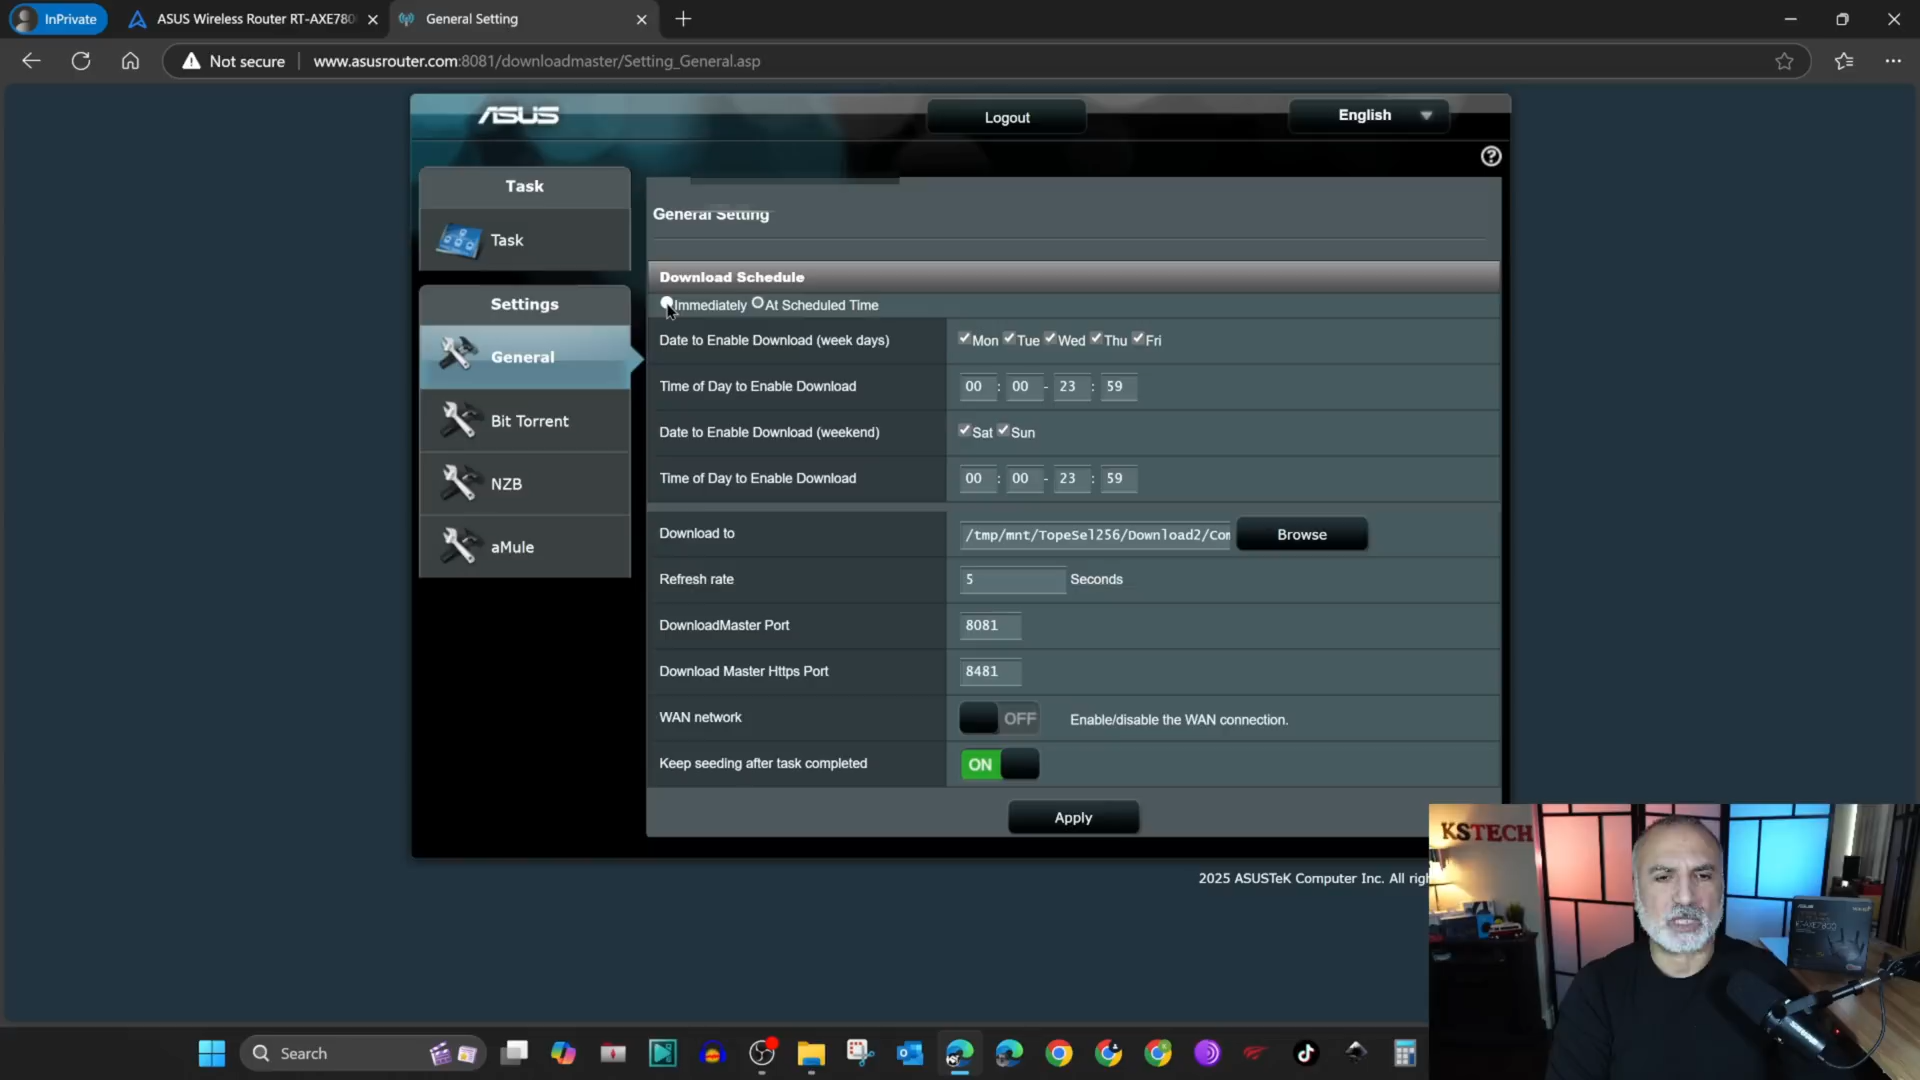 InPrivate
ASUS Wireless Router RT-AXE780
General Setting
Not secure
www.asusrouter.com:8081/downloadmaster/Setting_General.asp
ASUS
Logout
English
?
Task
Task
Settings
General
Bit Torrent
NZB
aMule
General Setting
Download Schedule
Immediately At Scheduled Time
Date to Enable Download (week days)
Mon Tue Wed Thu Fri
Time of Day to Enable Download
00 : 00 - 23 : 59
Date to Enable Download (weekend)
Sat Sun
Time of Day to Enable Download
00 : 00 - 23 : 59
Download to
/tmp/mnt/TopeSel256/Download2/Com
Browse
Refresh rate
5 Seconds
DownloadMaster Port
8081
Download Master Https Port
8481
WAN network
OFF
Enable/disable the WAN connection.
Keep seeding after task completed
ON
Apply
2025 ASUSTeK Computer Inc. All righ
KSTECH
RT-AXE7800
Search